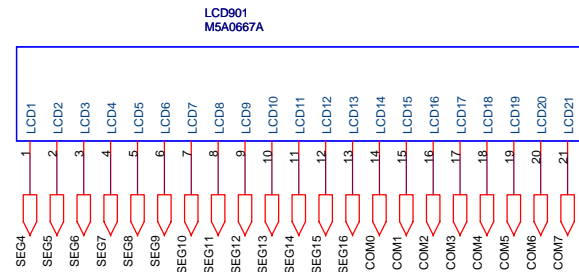 LCD901
M5A0667A
LCD1 LCD2 LCD3 LCD4 LCD5 LCD6 LCD7 LCD8 LCD9 LCD10 LCD11 LCD12 LCD13 LCD14 LCD15 LCD16 LCD17 LCD18 LCD19 LCD20 LCD21
1 2 3 4 5 6 7 8 9 10 11 12 13 14 15 16 17 18 19 20 21
SEG4 SEG5 SEG6 SEG7 SEG8 SEG9 SEG10 SEG11 SEG12 SEG13 SEG14 SEG15 SEG16 COM0 COM1 COM2 COM3 COM4 COM5 COM6 COM7